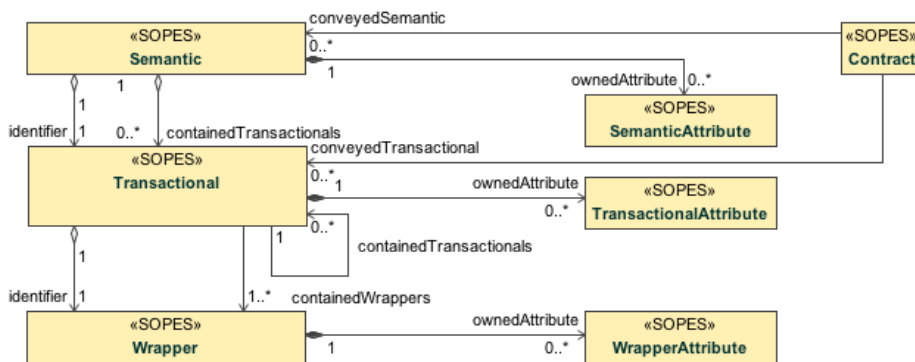 conveyedSemantic
«SOPES»
Semantic
0..*
1
«SOPES»
Contract
ownedAttribute
0..*
«SOPES»
SemanticAttribute
1
1
identifier
1
0..*
containedTransactionals
conveyedTransactional
«SOPES»
Transactional
0..*
1
ownedAttribute
0..*
«SOPES»
TransactionalAttribute
1
0..*
containedTransactionals
1
identifier
1
1..*
containedWrappers
«SOPES»
Wrapper
1
ownedAttribute
0..*
«SOPES»
WrapperAttribute